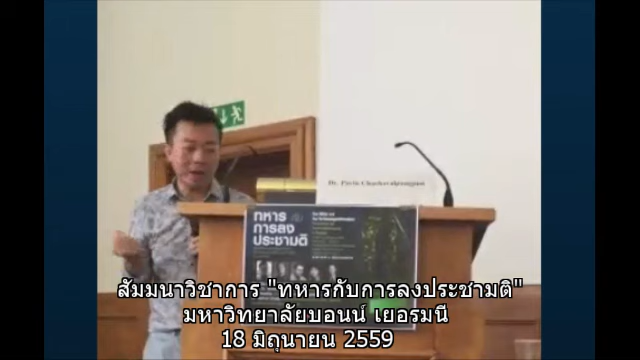 Dr. Pavin Chachavalpongpun
ทหาร
การลง
ประชามติ
สัมมนาวิชาการ "ทหารกับการลงประชามติ"
มหาวิทยาลัยบอนน์ เยอรมนี
18 มิถุนายน 2559